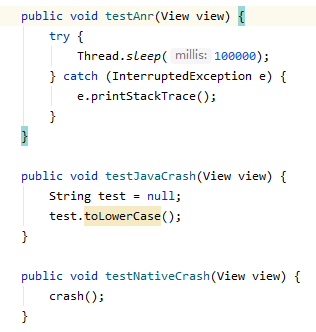 public void testAnr(View view) {
    try {
        Thread.sleep( millis: 100000);
    } catch (InterruptedException e) {
        e.printStackTrace();
    }
}

public void testJavaCrash(View view) {
    String test = null;
    test.toLowerCase();
}

public void testNativeCrash(View view) {
    crash();
}